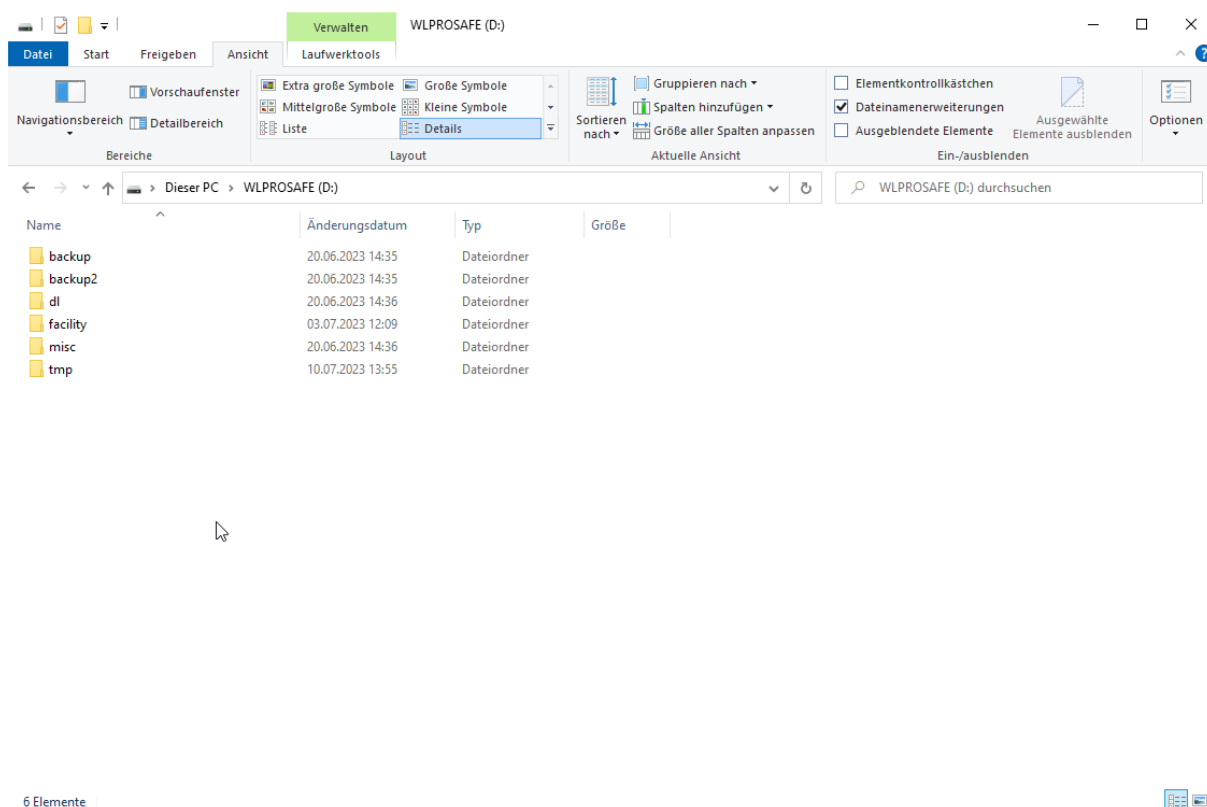 Verwalten WLPROSAFE (D:)
Datei Start Freigeben Ansicht Laufwerktools
Navigationsbereich
Vorschaufenster
Detailbereich
Bereiche
Extra große Symbole Große Symbole
Mittelgroße Symbole Kleine Symbole
Liste Details
Layout
Sortieren
nach
Gruppieren nach
Spalten hinzufügen
Größe aller Spalten anpassen
Aktuelle Ansicht
Elementkontrollkästchen
Dateinamenerweiterungen
Ausgeblendete Elemente
Ausgewählte
Elemente ausblenden
Ein-/ausblenden
Optionen
Dieser PC > WLPROSAFE (D:)
WLPROSAFE (D:) durchsuchen
Name Änderungsdatum Typ Größe
backup 20.06.2023 14:35 Dateiordner
backup2 20.06.2023 14:35 Dateiordner
dl 20.06.2023 14:36 Dateiordner
facility 03.07.2023 12:09 Dateiordner
misc 20.06.2023 14:36 Dateiordner
tmp 10.07.2023 13:55 Dateiordner
6 Elemente